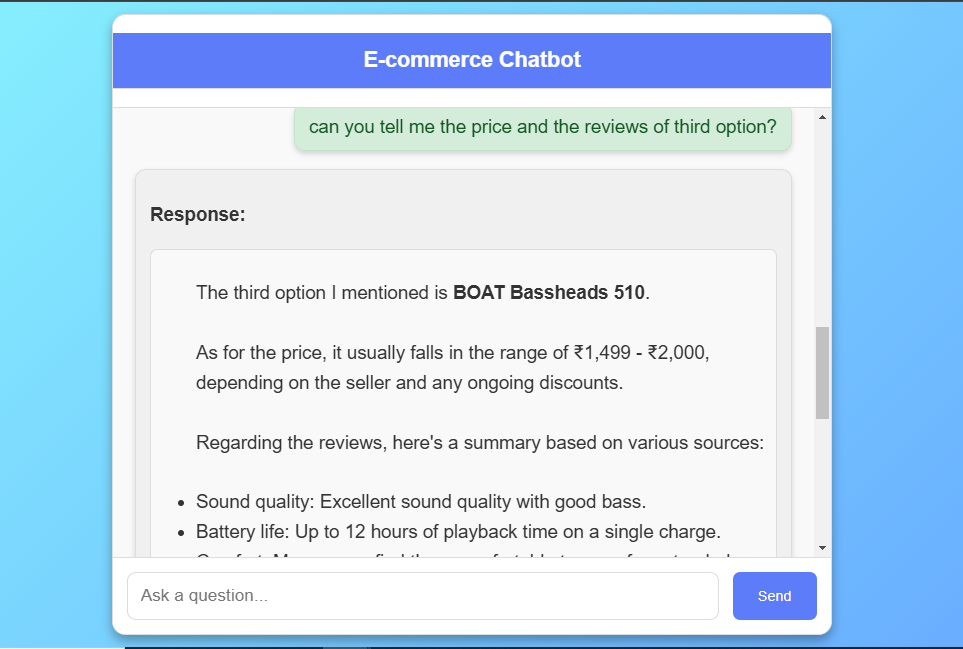 E-commerce Chatbot
can you tell me the price and the reviews of third option?
Response:
The third option I mentioned is BOAT Bassheads 510.
As for the price, it usually falls in the range of ₹1,499 - ₹2,000,
depending on the seller and any ongoing discounts.
Regarding the reviews, here's a summary based on various sources:
• Sound quality: Excellent sound quality with good bass.
• Battery life: Up to 12 hours of playback time on a single charge.
Ask a question...
Send